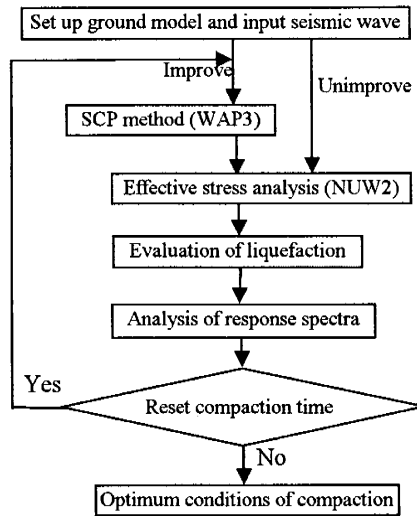 Set up ground model and input seismic wave
Improve
Unimprove
SCP method (WAP3)
Effective stress analysis (NUW2)
Evaluation of liquefaction
Analysis of response spectra
Yes
Reset compaction time
No
Optimum conditions of compaction